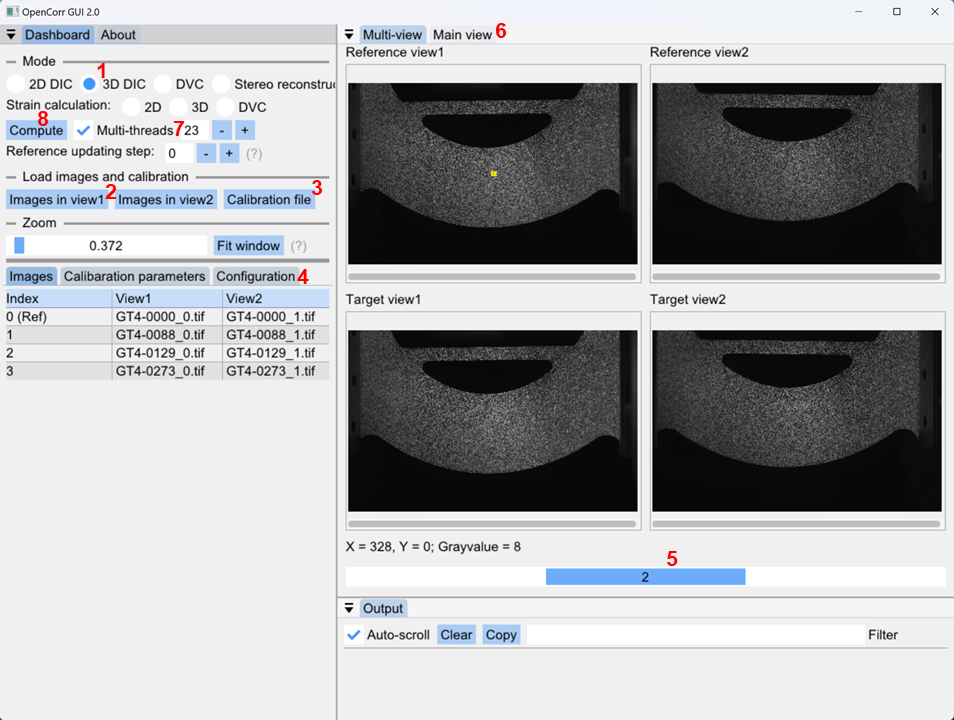 OpenCorr GUI 2.0
Dashboard About
Mode
1
2D DIC 3D DIC DVC Stereo reconstru
Strain calculation: 2D 3D DVC
8
Compute Multi-threads 7 23 - +
Reference updating step: 0 - + (?)
Load images and calibration
2 3
Images in view1 Images in view2 Calibration file
Zoom
0.372 Fit window (?)
Images Calibaration parameters Configuration 4
Index View1 View2
0 (Ref) GT4-0000_0.tif GT4-0000_1.tif
1 GT4-0088_0.tif GT4-0088_1.tif
2 GT4-0129_0.tif GT4-0129_1.tif
3 GT4-0273_0.tif GT4-0273_1.tif
Multi-view Main view 6
Reference view1 Reference view2
Target view1 Target view2
X = 328, Y = 0; Grayvalue = 8
5
2
Output
Auto-scroll Clear Copy Filter